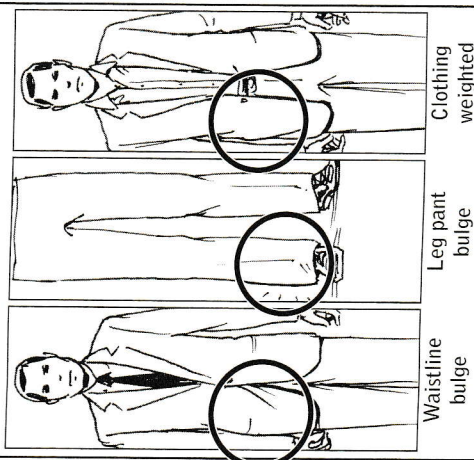 Clothing
weighted
Leg pant
bulge
Waistline
bulge